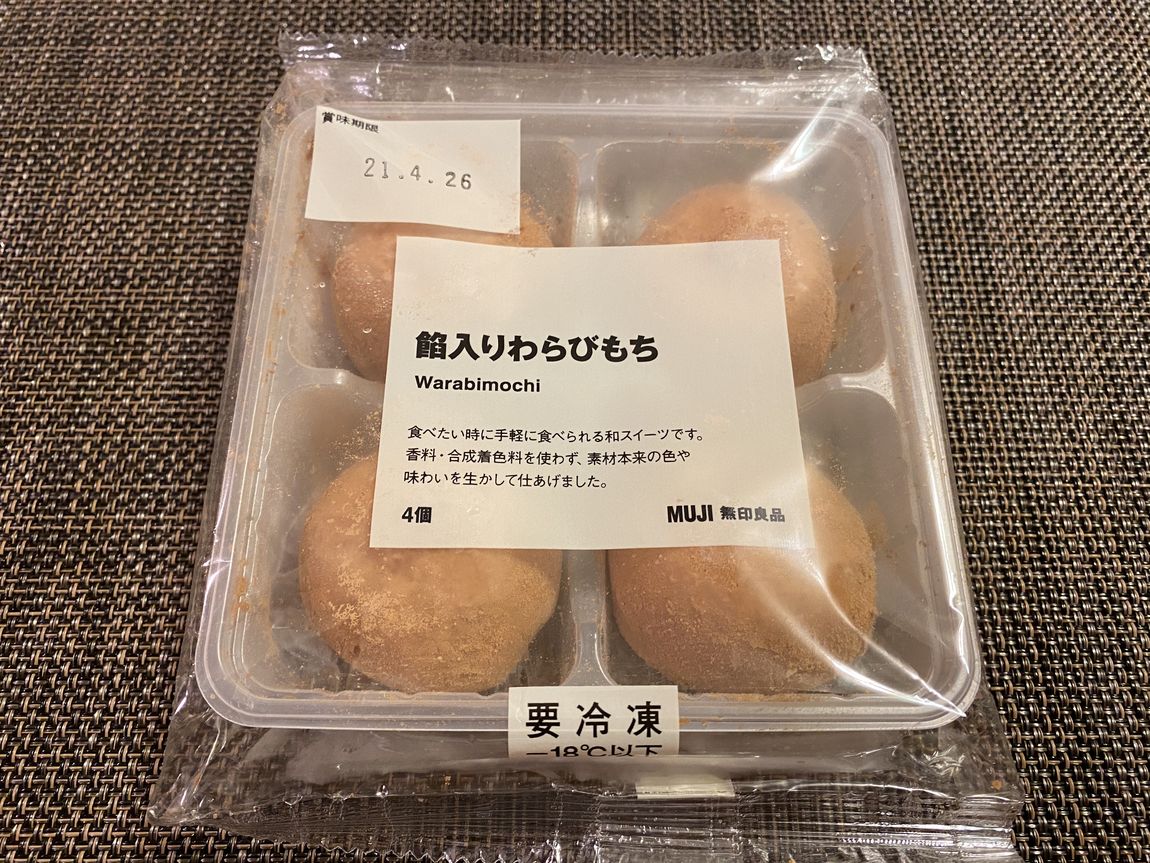 賞味期限
21.4.26
餡入りわらびもち
Warabimochi
食べたい時に手軽に食べられる和スイーツです。
香料・合成着色料を使わず、素材本来の色や
味わいを生かして仕あげました。
4個
MUJI 無印良品
要冷凍
−18℃以下